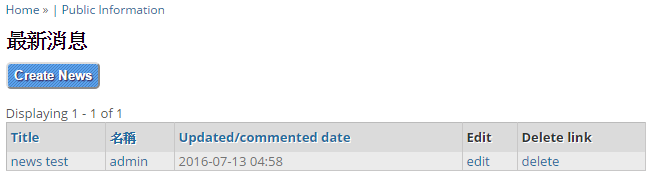 Home » | Public Information
最新消息
Create News
Displaying 1 - 1 of 1
Title 名稱 Updated/commented date Edit Delete link
news test admin 2016-07-13 04:58 edit delete